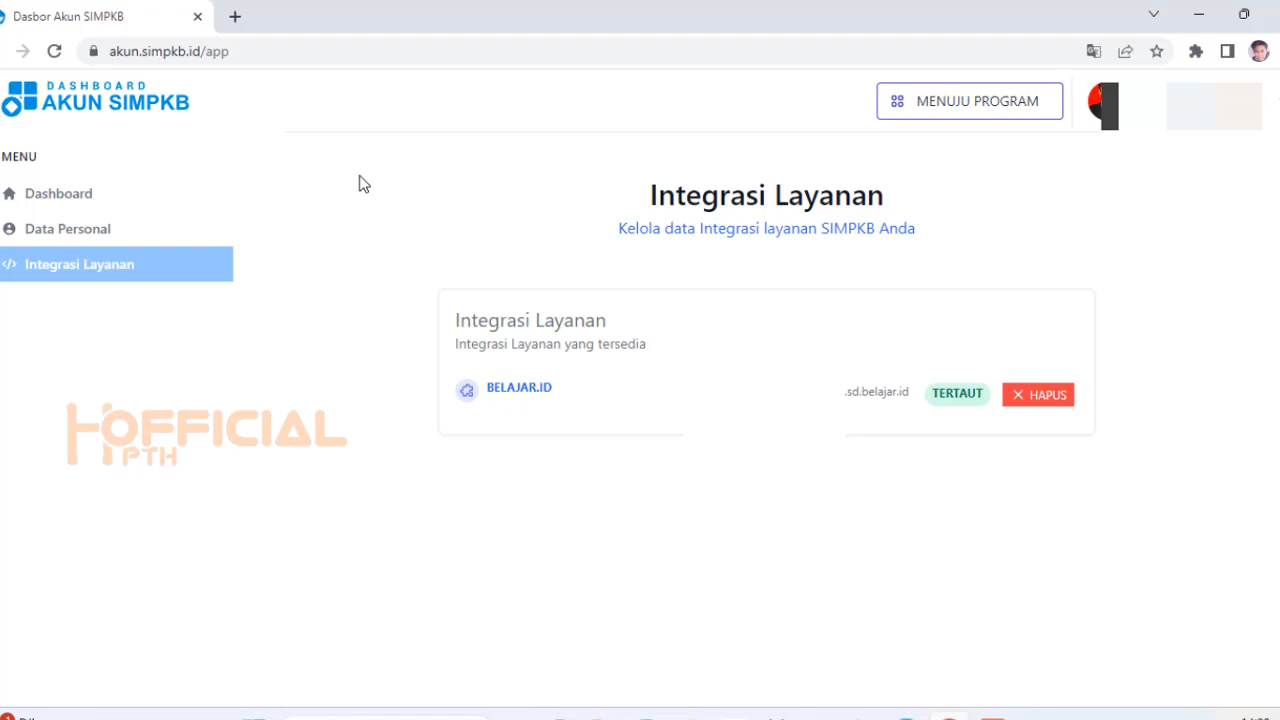 Dasbor Akun SIMPKB
akun.simpkb.id/app
DASHBOARD
AKUN SIMPKB
MENUJU PROGRAM
MENU
Dashboard
Data Personal
Integrasi Layanan
Integrasi Layanan
Kelola data Integrasi layanan SIMPKB Anda
Integrasi Layanan
Integrasi Layanan yang tersedia
BELAJAR.ID
.sd.belajar.id
TERTAUT
HAPUS
HOFFICIAL
PTH